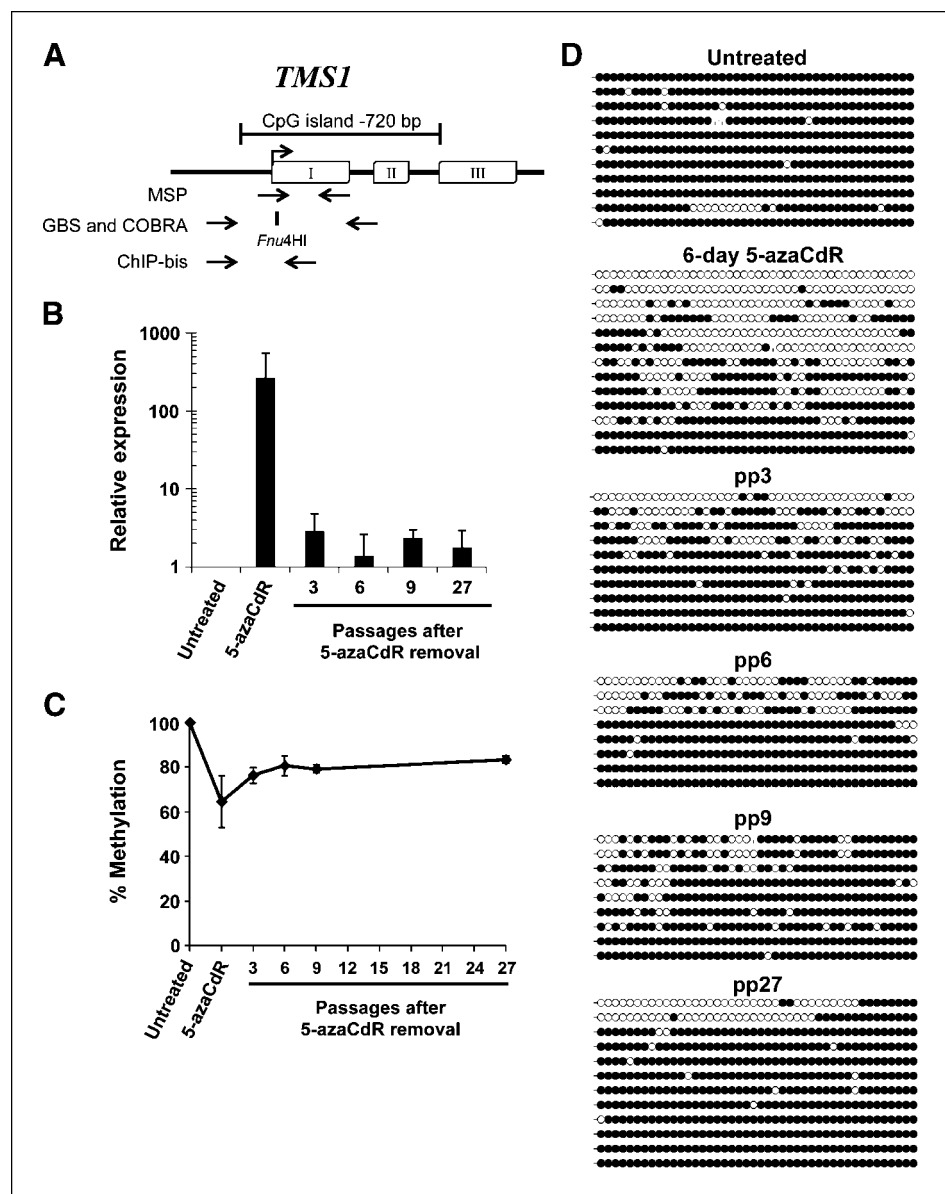 A
TMS1
CpG island -720 bp
I II III
MSP
GBS and COBRA
Fnu4HI
ChIP-bis
B
Relative expression
1000
100
10
1
Untreated
5-azaCdR
3 6 9 27
Passages after
5-azaCdR removal
C
% Methylation
100
80
60
40
20
0
Untreated
5-azaCdR
3 6 9 12 15 18 21 24 27
Passages after
5-azaCdR removal
D
Untreated
6-day 5-azaCdR
pp3
pp6
pp9
pp27